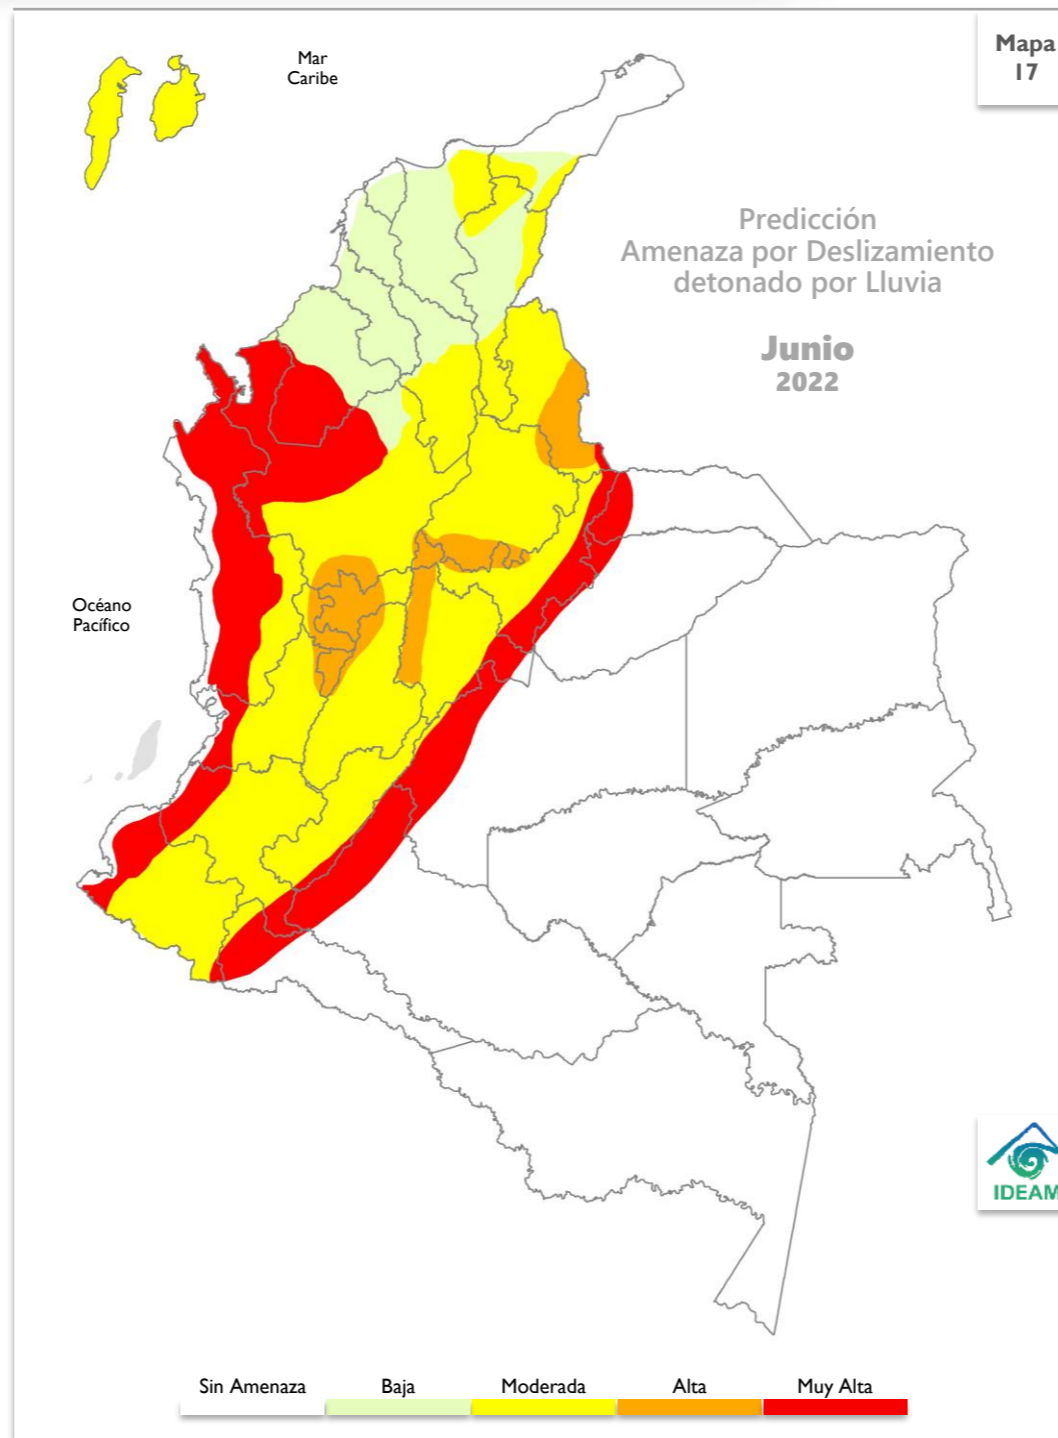 Mar
Caribe
Mapa
17
Predicción
Amenaza por Deslizamiento
detonado por Lluvia
Junio
2022
Océano
Pacífico
IDEAM
Sin Amenaza
Baja
Moderada
Alta
Muy Alta